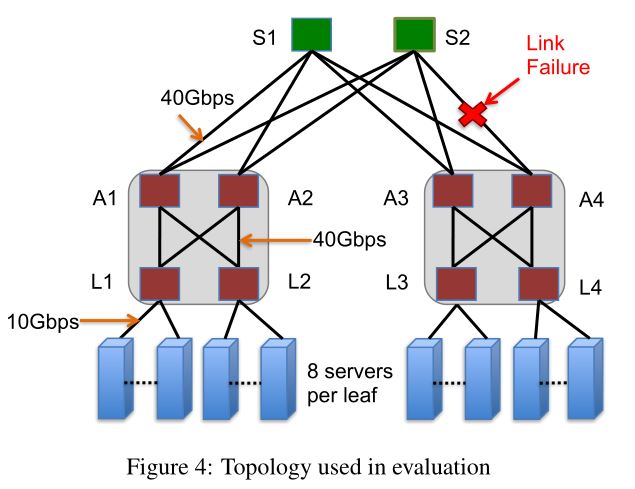 S1
S2
Link
Failure
40Gbps
A1
A2
A3
A4
40Gbps
L1
L2
L3
L4
10Gbps
8 servers
per leaf
Figure 4: Topology used in evaluation